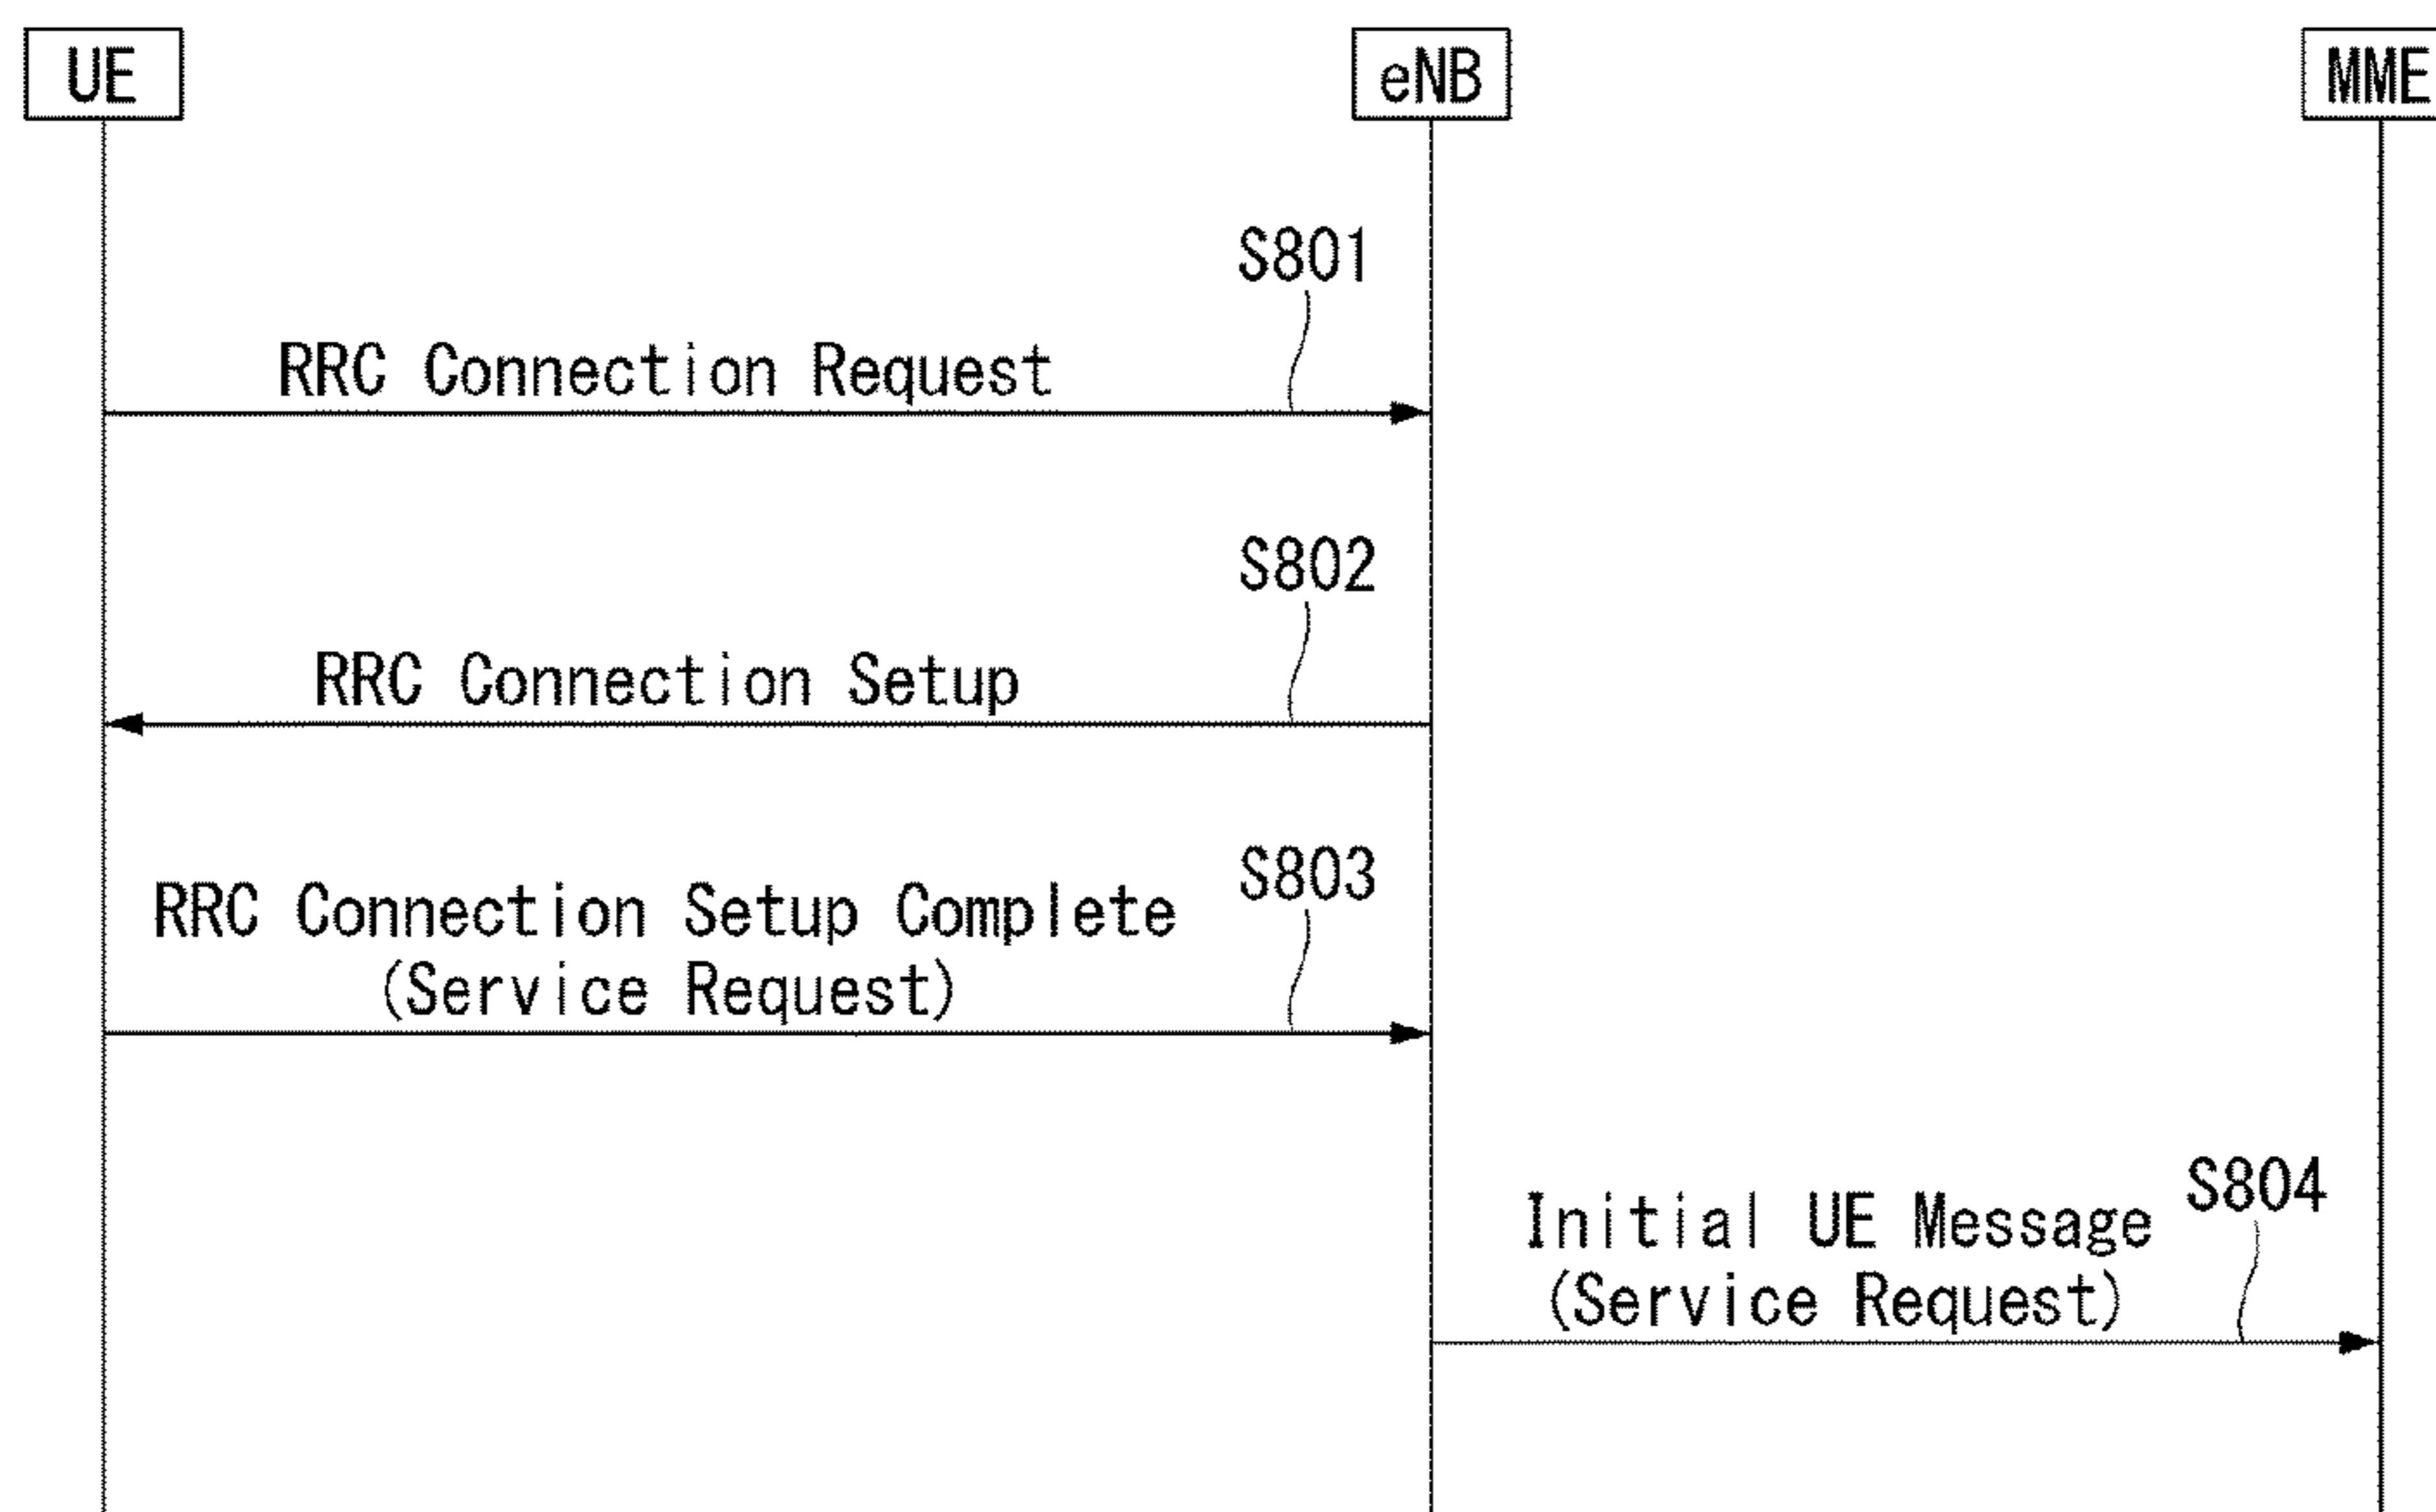 UE
eNB
MME
S801
RRC Connection Request
S802
RRC Connection Setup
S803
RRC Connection Setup Complete
(Service Request)
S804
Initial UE Message
(Service Request)